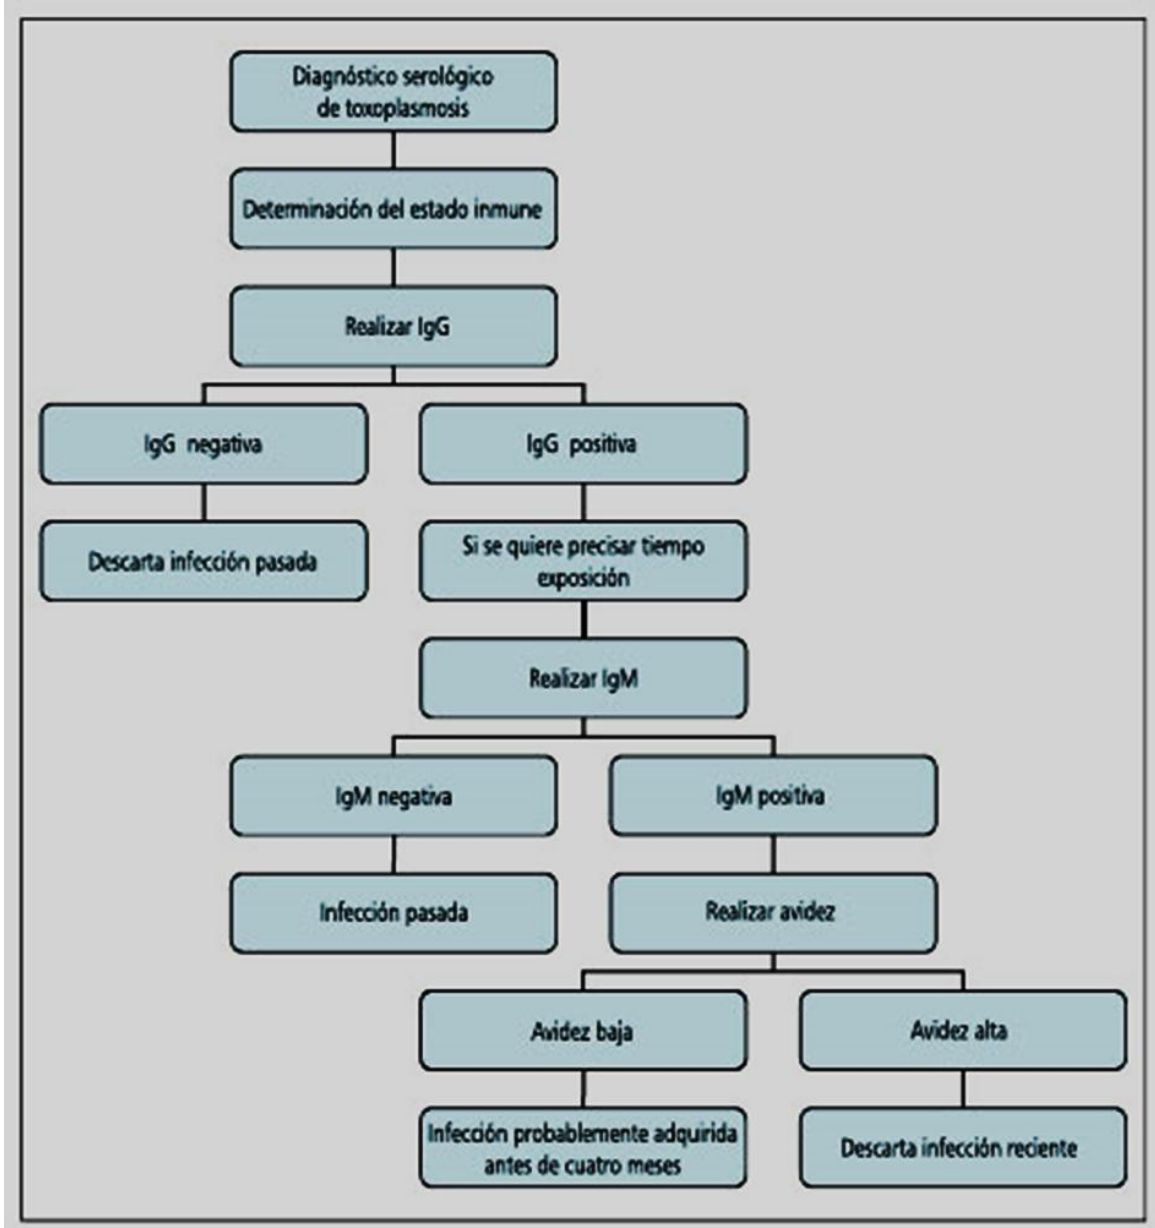 Diagnóstico serológico
de toxoplasmosis
Determinación del estado inmune
Realizar IgG
IgG negativa
IgG positiva
Descarta infección pasada
Si se quiere precisar tiempo
exposición
Realizar IgM
IgM negativa
IgM positiva
Infección pasada
Realizar avidez
Avidez baja
Avidez alta
Infección probablemente adquirida
antes de cuatro meses
Descarta infección reciente